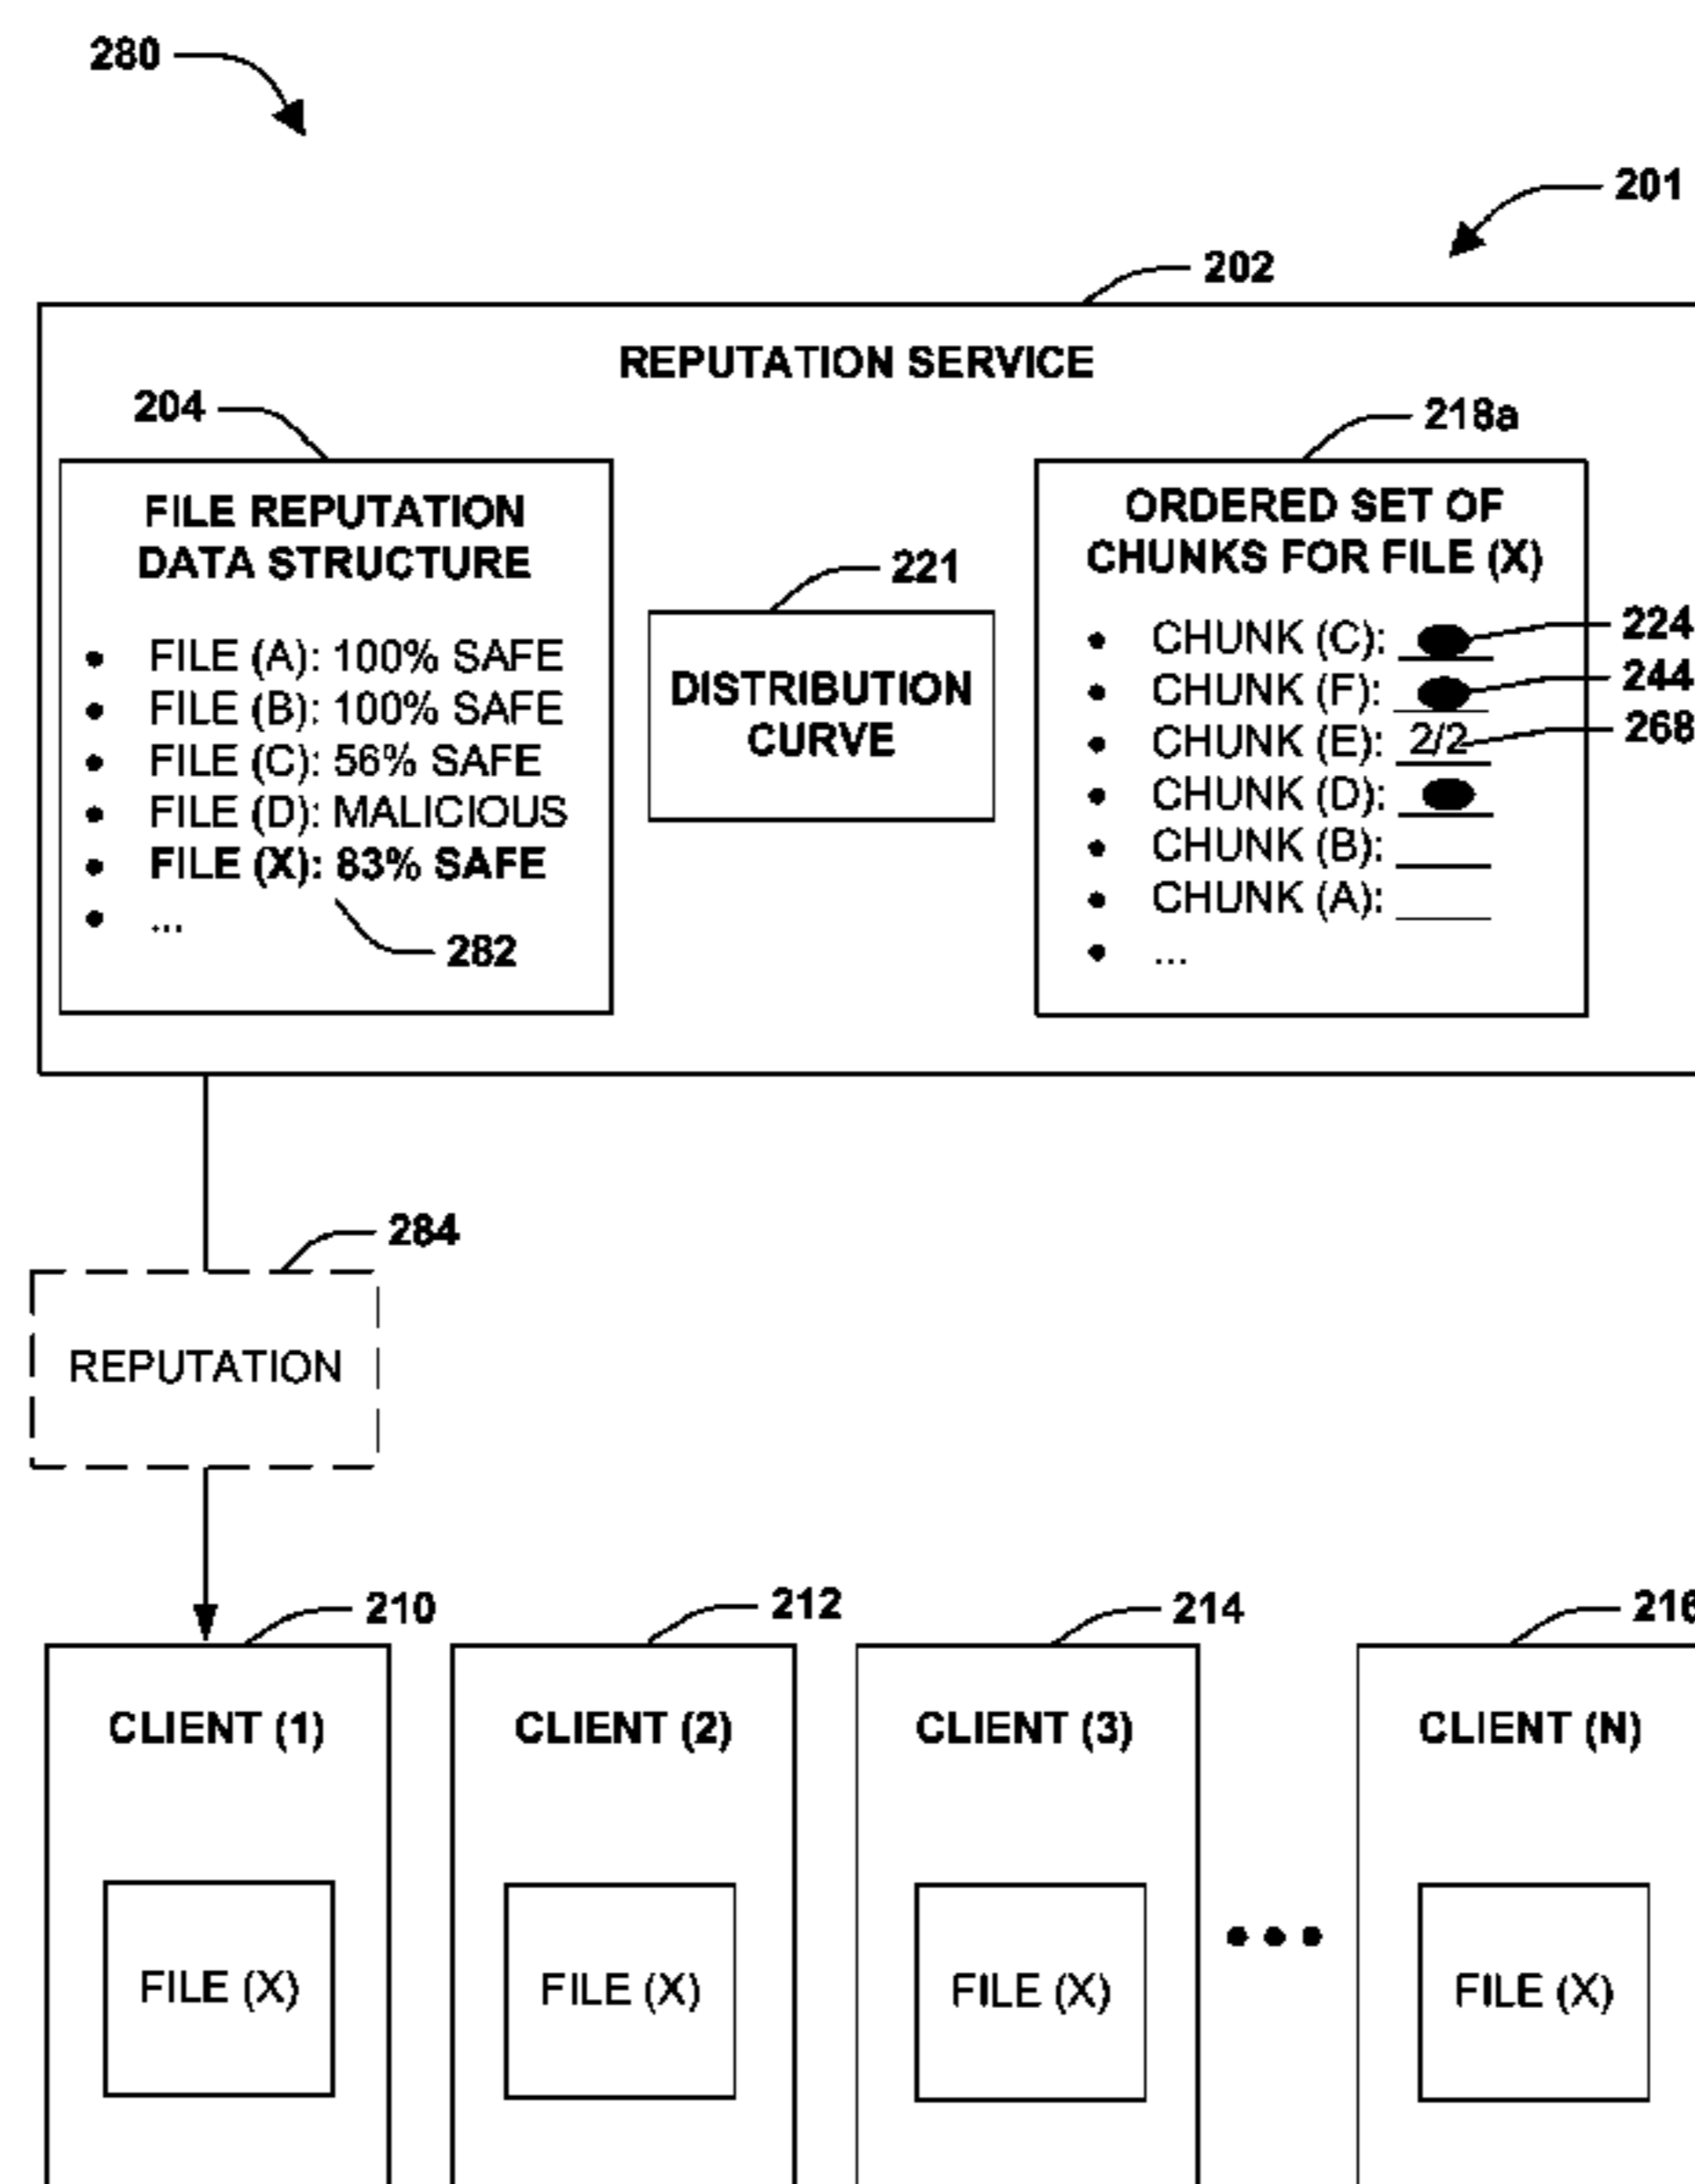 280
201
202
REPUTATION SERVICE
204
218a
FILE REPUTATION
DATA STRUCTURE
• FILE (A): 100% SAFE
• FILE (B): 100% SAFE
• FILE (C): 56% SAFE
• FILE (D): MALICIOUS
• FILE (X): 83% SAFE
• ...
282
221
DISTRIBUTION
CURVE
ORDERED SET OF
CHUNKS FOR FILE (X)
• CHUNK (C): 224
• CHUNK (F): 244
• CHUNK (E): 2/2 268
• CHUNK (D):
• CHUNK (B):
• CHUNK (A):
• ...
284
REPUTATION
210
212
214
216
CLIENT (1)
CLIENT (2)
CLIENT (3)
CLIENT (N)
FILE (X)
FILE (X)
FILE (X)
• • •
FILE (X)